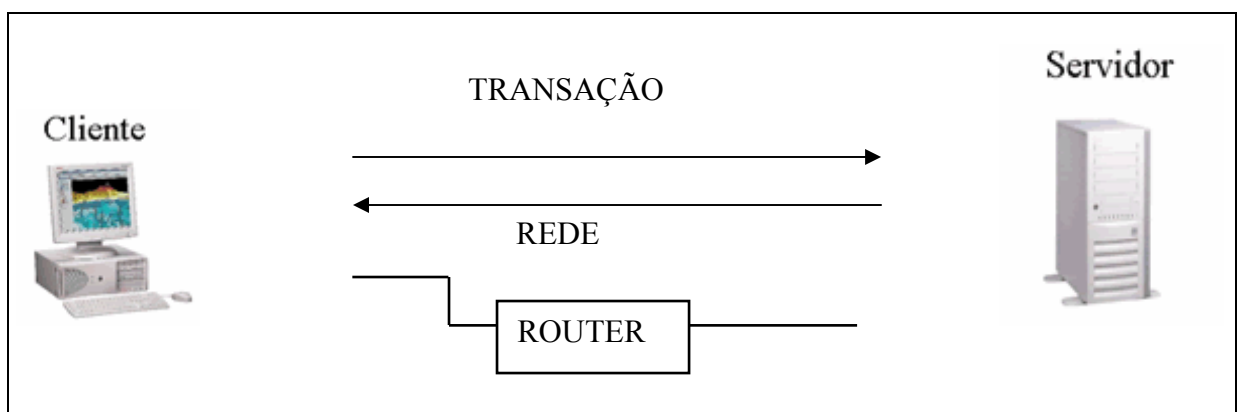 Servidor
TRANSAÇÃO
Cliente
REDE
ROUTER